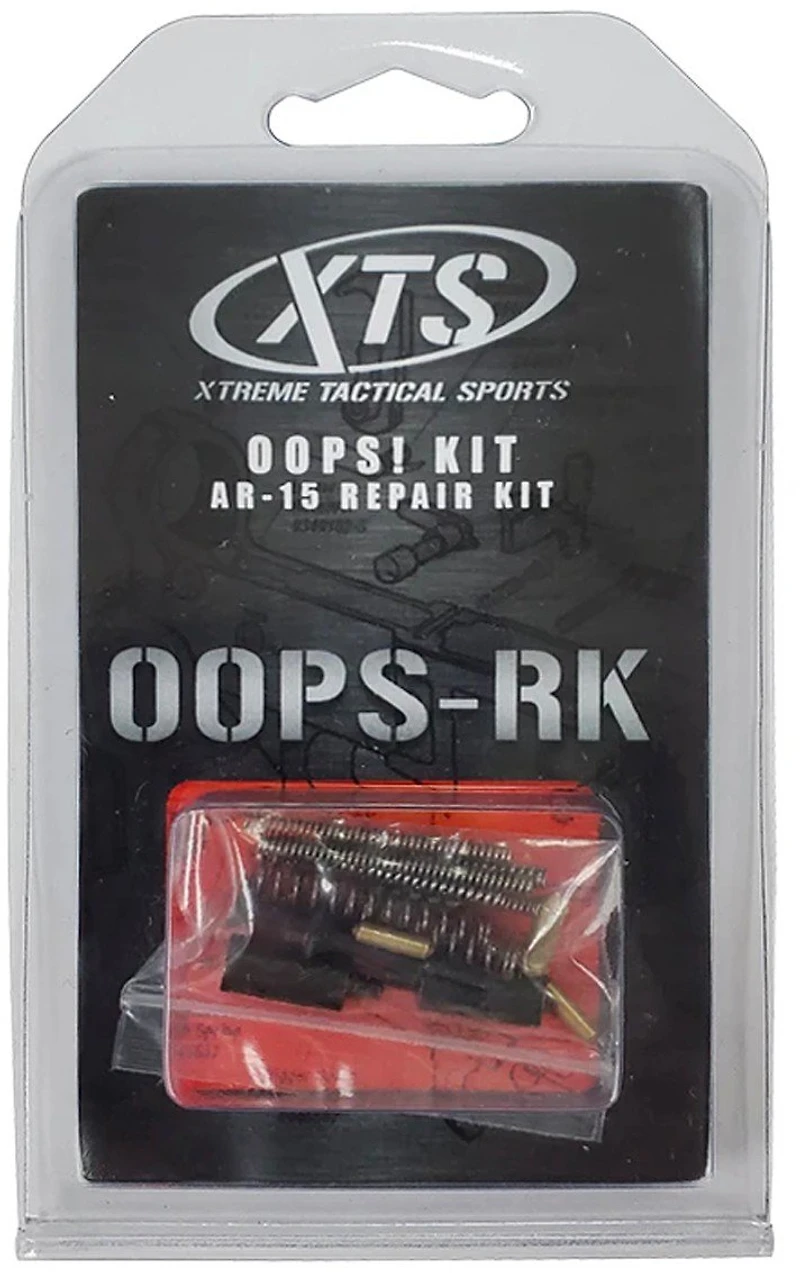 XTS
XTREME TACTICAL SPORTS
OOPS! KIT
AR-15 REPAIR KIT
OOPS-RK